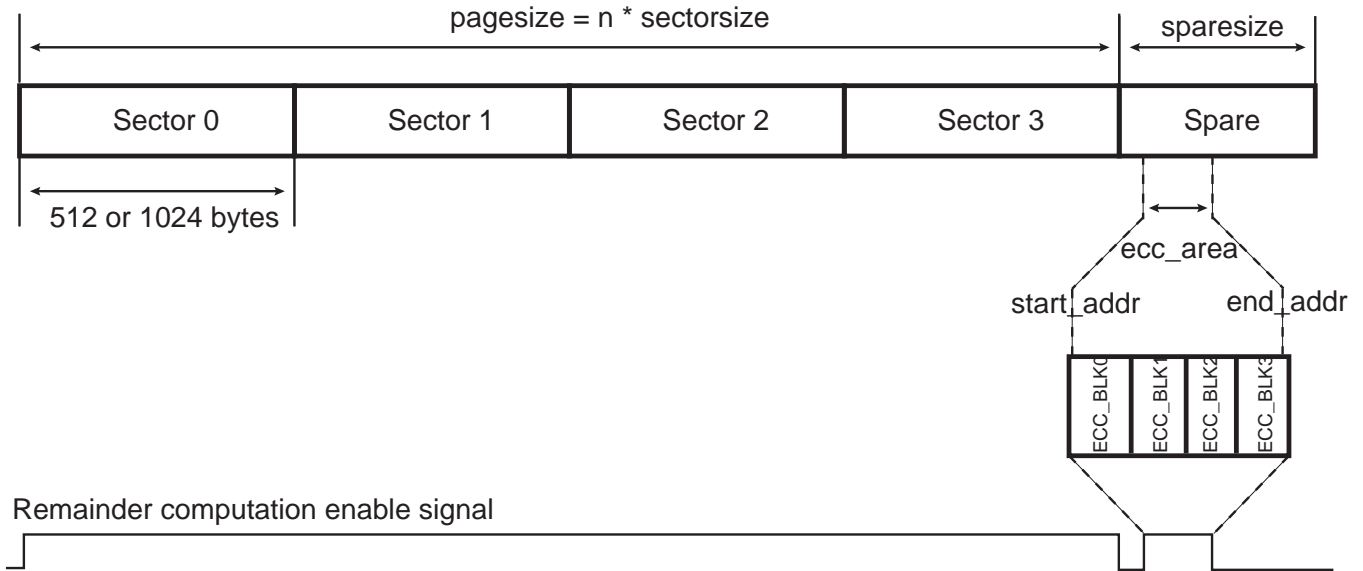 pagesize = n * sectorsize
sparesize
Sector 0
Sector 1
Sector 2
Sector 3
Spare
512 or 1024 bytes
ecc_area
start_addr
end_addr
ECC_BLK0
ECC_BLK1
ECC_BLK2
ECC_BLK3
Remainder computation enable signal